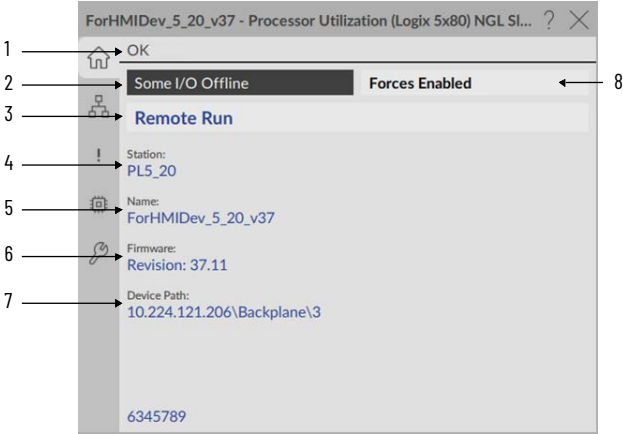 ForHMIDev_5_20_v37 - Processor Utilization (Logix 5x80) NGL Sl... ?
1 OK
2 Some I/O Offline Forces Enabled 8
3 Remote Run
4 Station:
PL5_20
5 Name:
ForHMIDev_5_20_v37
6 Firmware:
Revision: 37.11
7 Device Path:
10.224.121.206\Backplane\3
6345789